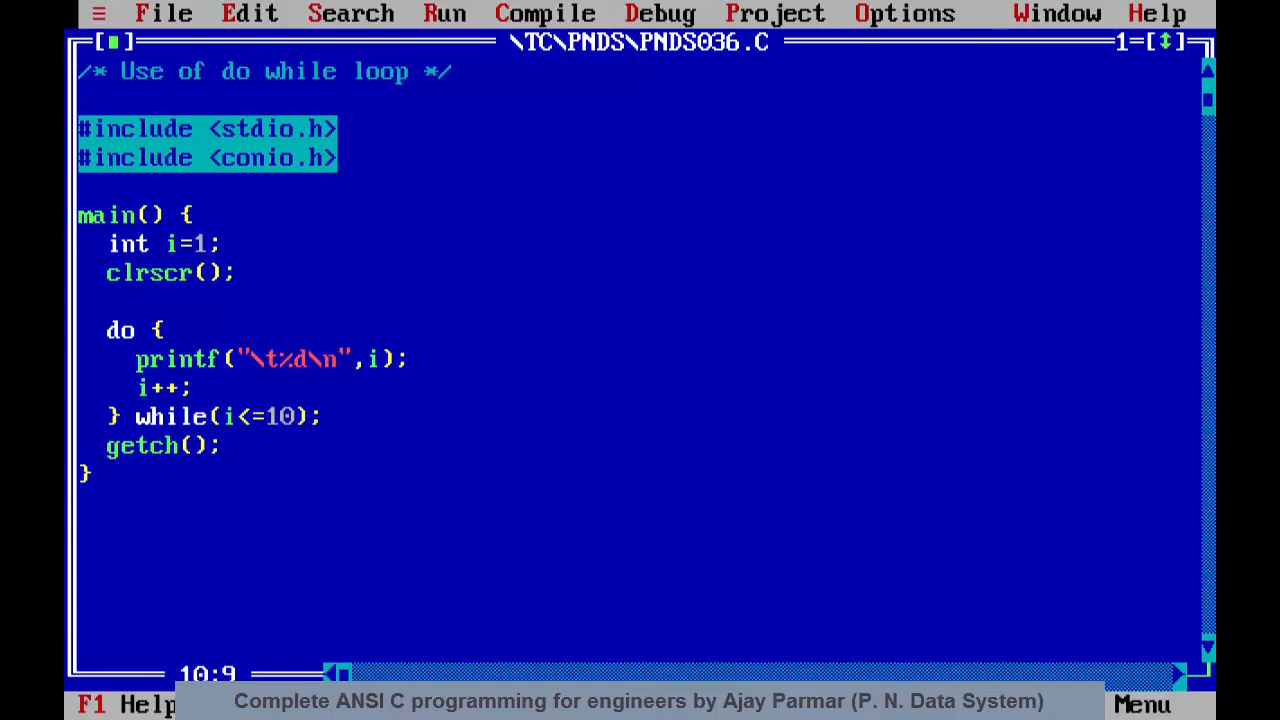 ≡ File Edit Search Run Compile Debug Project Options Window Help
[■] \TC\PNDS\PNDS036.C 1=[↕]
/* Use of do while loop */
#include <stdio.h>
#include <conio.h>
main() {
int i=1;
clrscr();
do {
printf("\t%d\n",i);
i++;
} while(i<=10);
getch();
}
10:9
F1 Help Complete ANSI C programming for engineers by Ajay Parmar (P. N. Data System) Menu